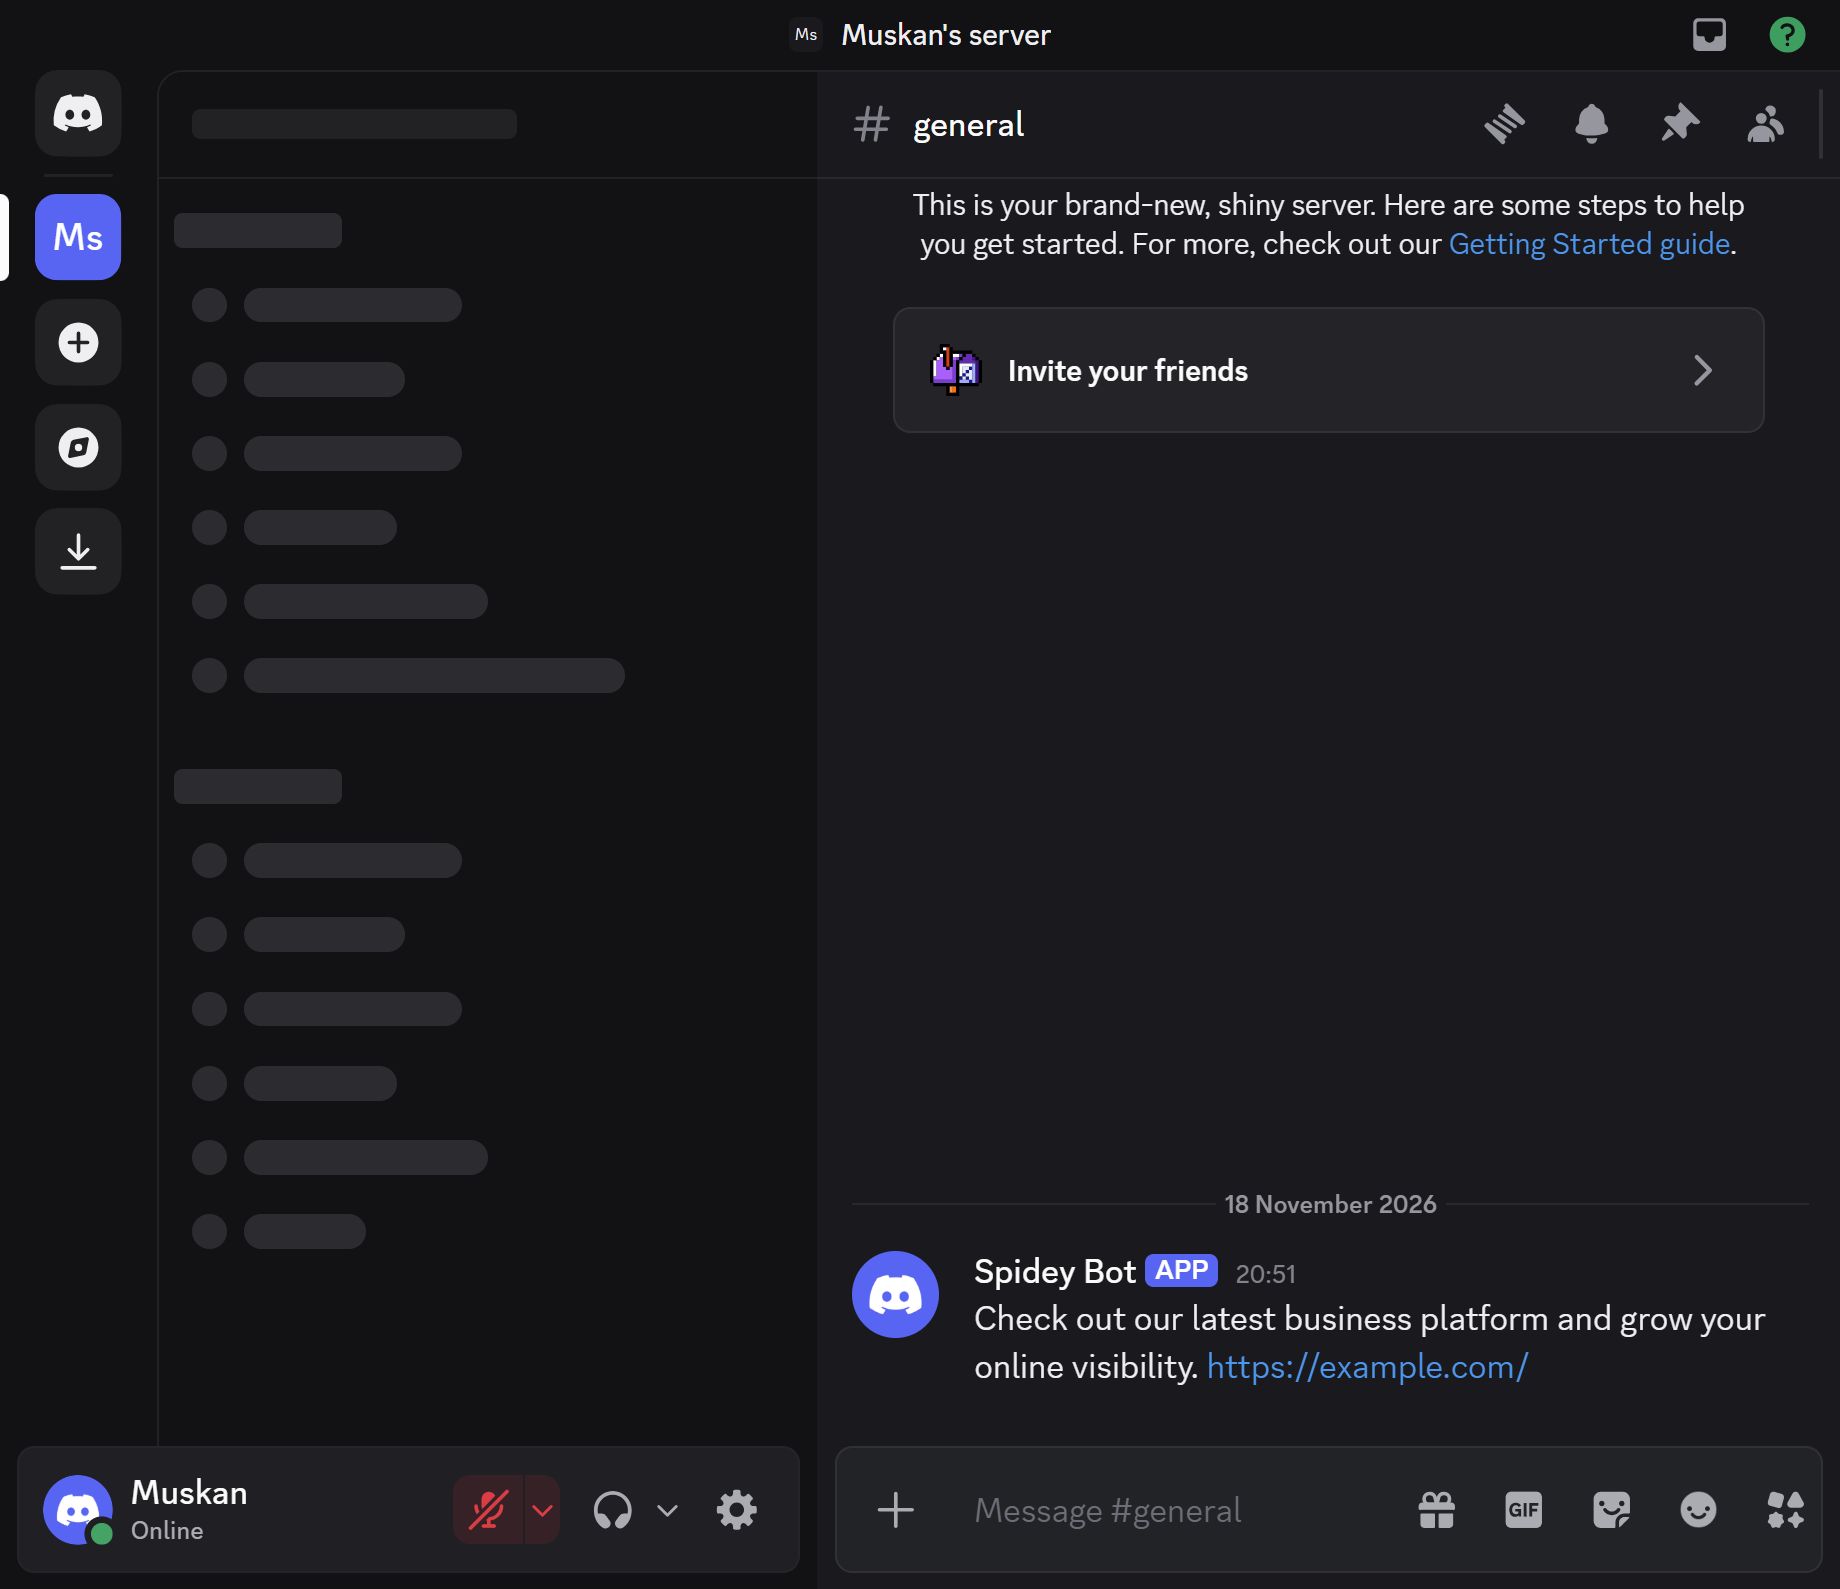 Ms Muskan's server
Ms
# general
This is your brand-new, shiny server. Here are some steps to help
you get started. For more, check out our Getting Started guide.
Invite your friends
18 November 2026
Spidey Bot APP 20:51
Check out our latest business platform and grow your
online visibility. https://example.com/
Muskan
Online
Message #general
GIF